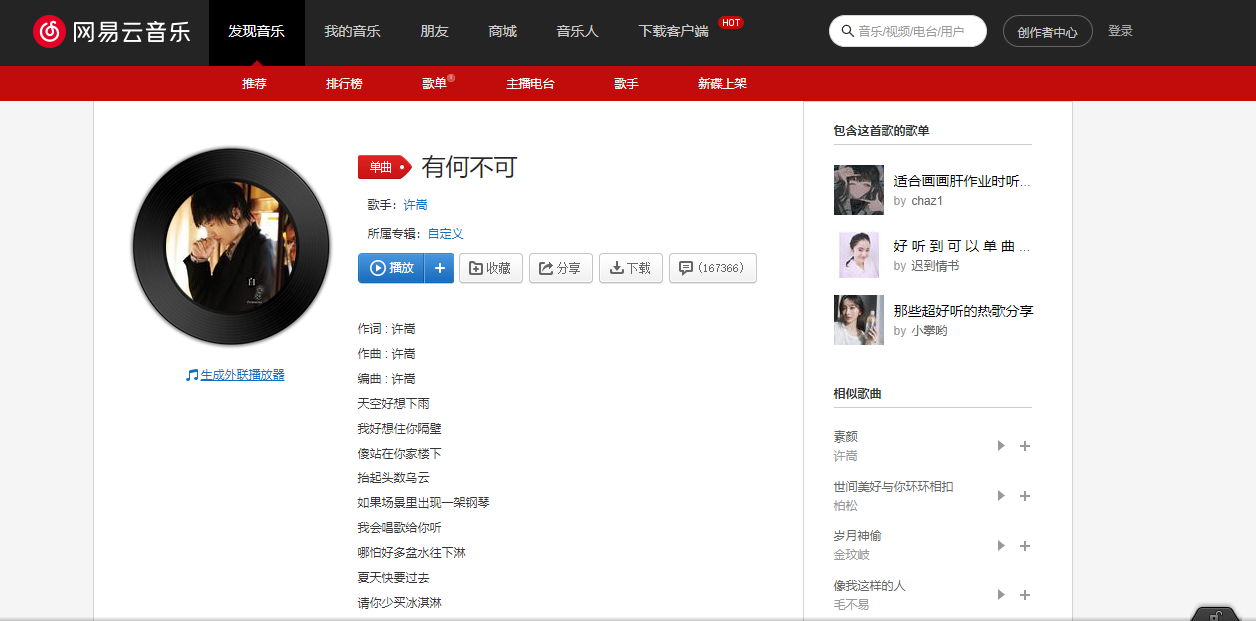 网易云音乐
发现音乐
我的音乐
朋友
商城
音乐人
下载客户端
HOT
音乐/视频/电台/用户
创作者中心
登录
推荐
排行榜
歌单
主播电台
歌手
新碟上架
单曲
有何不可
歌手：许嵩
所属专辑：自定义
播放
+
收藏
分享
下载
(167366)
生成外联播放器
作词 : 许嵩
作曲 : 许嵩
编曲 : 许嵩
天空好想下雨
我好想住你隔壁
傻站在你家楼下
抬起头数乌云
如果场景里出现一架钢琴
我会唱歌给你听
哪怕好多盆水往下淋
夏天快要过去
请你少买冰淇淋
包含这首歌的歌单
适合画画肝作业时听...
by chaz1
好 听 到 可 以 单 曲 ...
by 迟到情书
那些超好听的热歌分享
by 小攀哟
相似歌曲
素颜
许嵩
世间美好与你环环相扣
柏松
岁月神偷
金玟岐
像我这样的人
毛不易